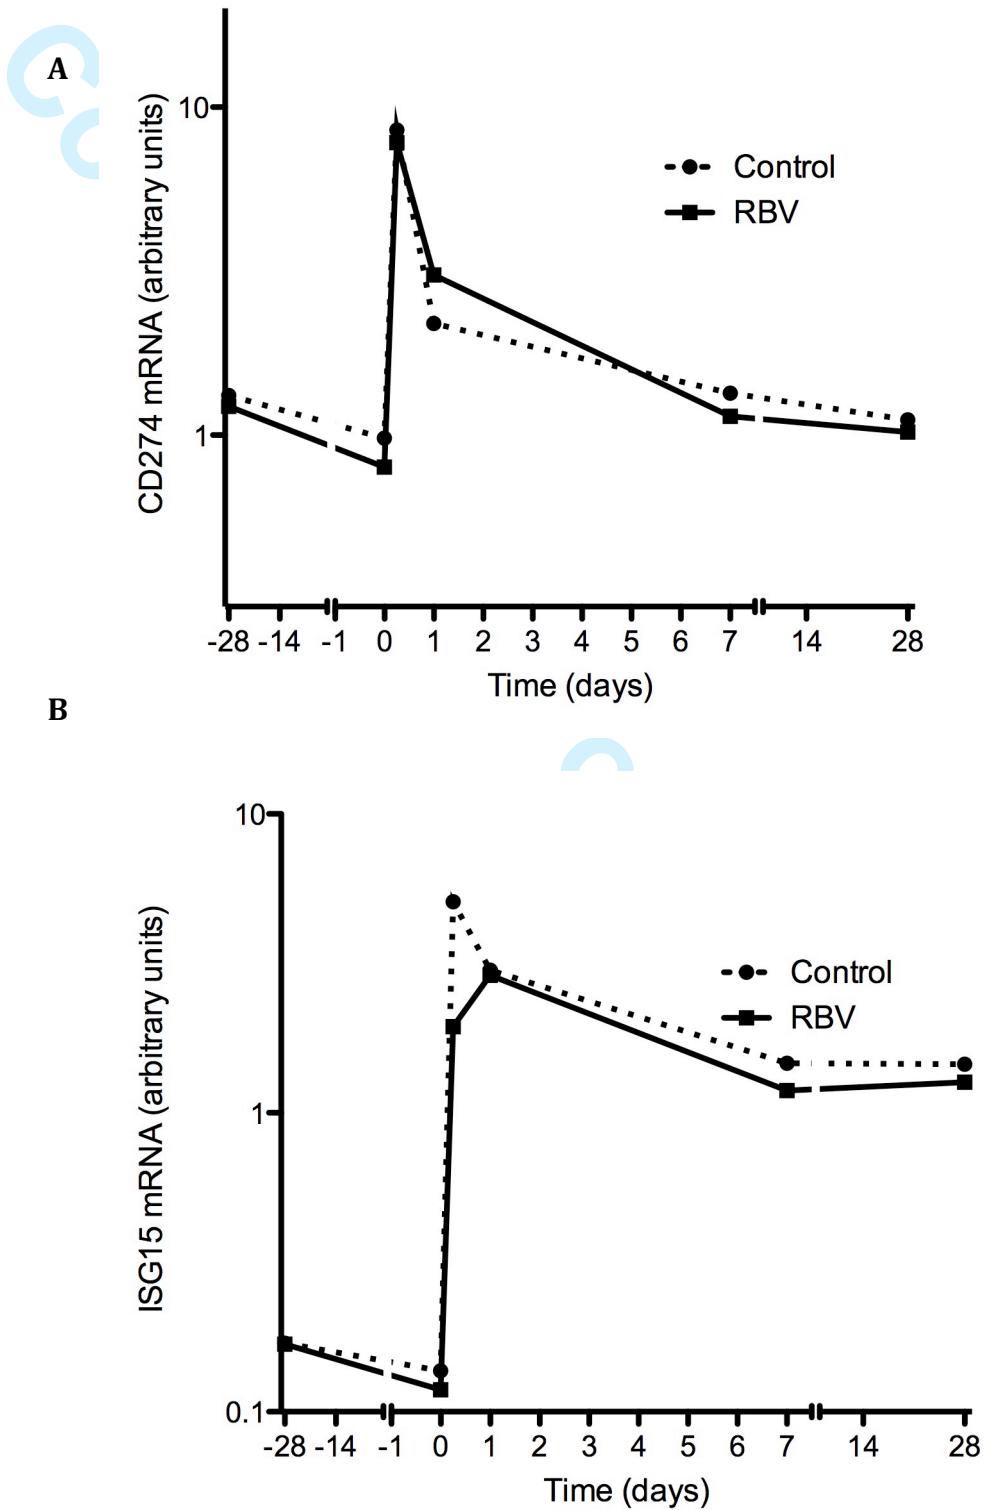 A
10
CD274 mRNA (arbitrary units)
Control
RBV
1
-28 -14 -1 0 1 2 3 4 5 6 7 14 28
Time (days)
B
10
ISG15 mRNA (arbitrary units)
Control
RBV
1
0.1
-28 -14 -1 0 1 2 3 4 5 6 7 14 28
Time (days)